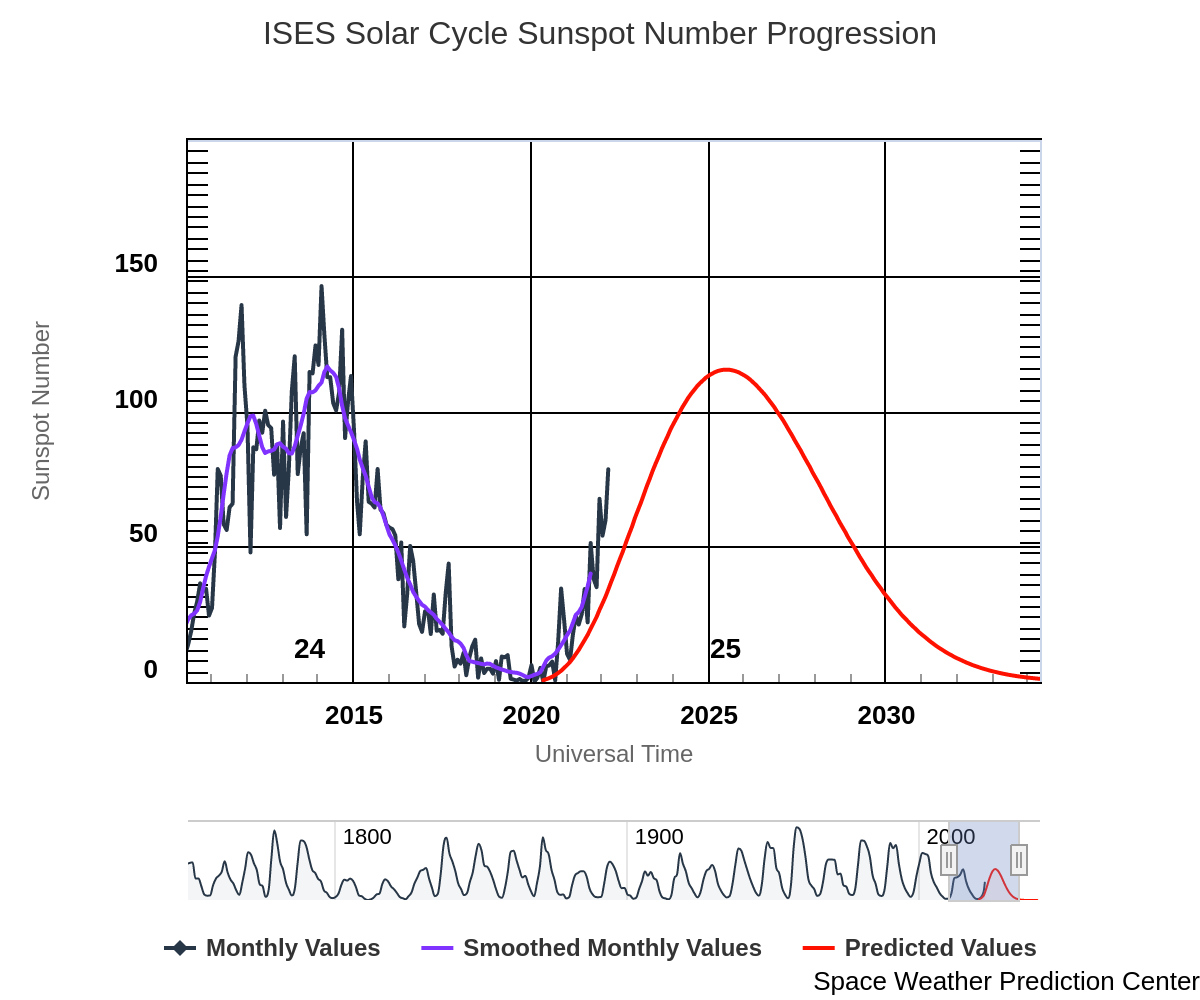 ISES Solar Cycle Sunspot Number Progression
150
100
50
0
Sunspot Number
24
25
2015 2020 2025 2030
Universal Time
1800 1900 2000
Monthly Values Smoothed Monthly Values Predicted Values
Space Weather Prediction Center